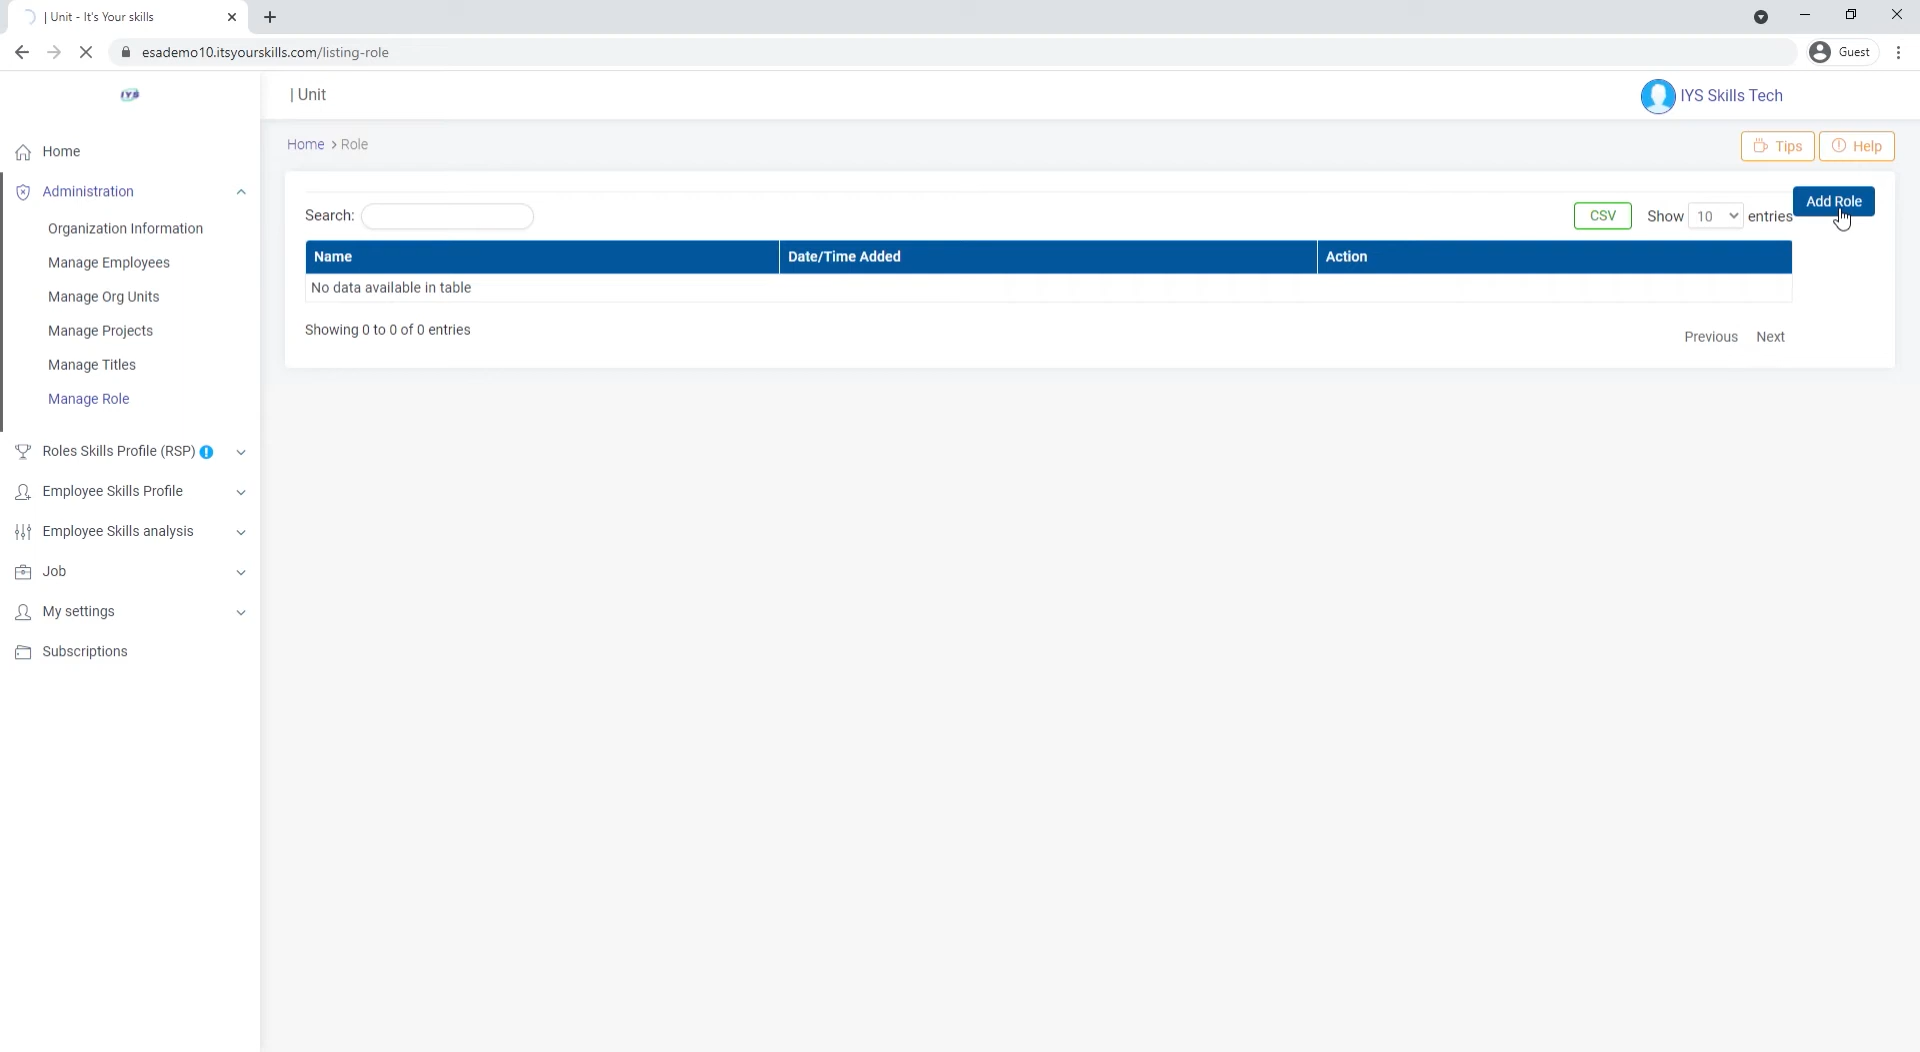 | Unit - It's Your skills
esademo10.itsyourskills.com/listing-role
Guest
IYS
| Unit
IYS Skills Tech
Home
Administration
Organization Information
Manage Employees
Manage Org Units
Manage Projects
Manage Titles
Manage Role
Roles Skills Profile (RSP) !
Employee Skills Profile
Employee Skills analysis
Job
My settings
Subscriptions
Home > Role
Tips
Help
Add Role
Search:
CSV
Show 10 entries
Name Date/Time Added Action
No data available in table
Showing 0 to 0 of 0 entries
Previous Next